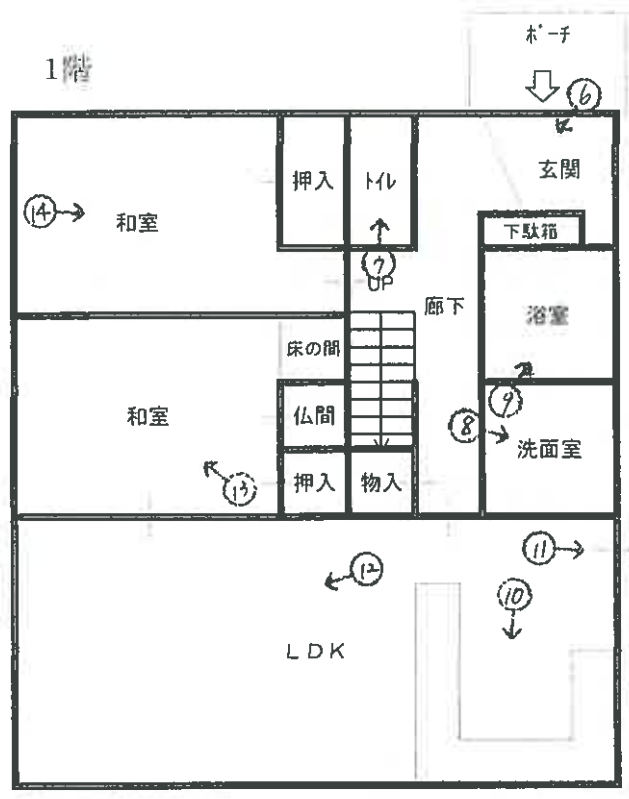 ポーチ
1階
⑥
玄関
押入
トイレ
⑭
和室
下駄箱
⑦
UP
廊下
浴室
床の間
和室
仏間
⑨
⑧
洗面室
押入
物入
⑬
⑪
⑫
⑩
LDK